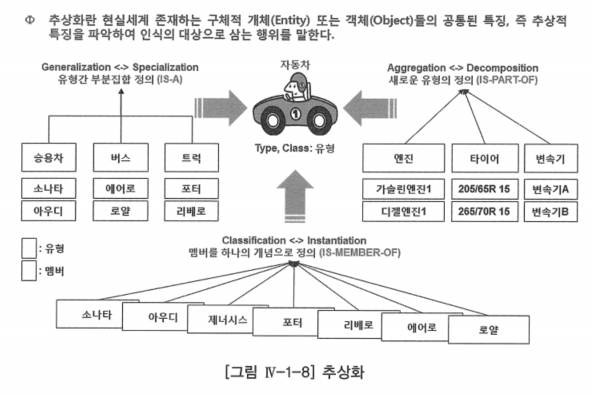 Φ 추상화란 현실세계 존재하는 구체적 개체(Entity) 또는 객체(Object)들의 공통된 특징, 즉 추상적
특징을 파악하여 인식의 대상으로 삼는 행위를 말한다.
Generalization <-> Specialization
유형간 부분집합 정의 (IS-A)
자동차
Aggregation <-> Decomposition
새로운 유형의 정의 (IS-PART-OF)
1
Type, Class: 유형
승용차 버스 트럭
소나타 에어로 포터
아우디 로얄 리베로
엔진 타이어 변속기
가솔린엔진1 205/65R 15 변속기A
디젤엔진1 265/70R 15 변속기B
Classification <-> Instantiation
멤버를 하나의 개념으로 정의 (IS-MEMBER-OF)
: 유형
: 멤버
소나타 아우디 제너시스 포터 리베로 에어로 로얄
[그림 Ⅳ-1-8] 추상화